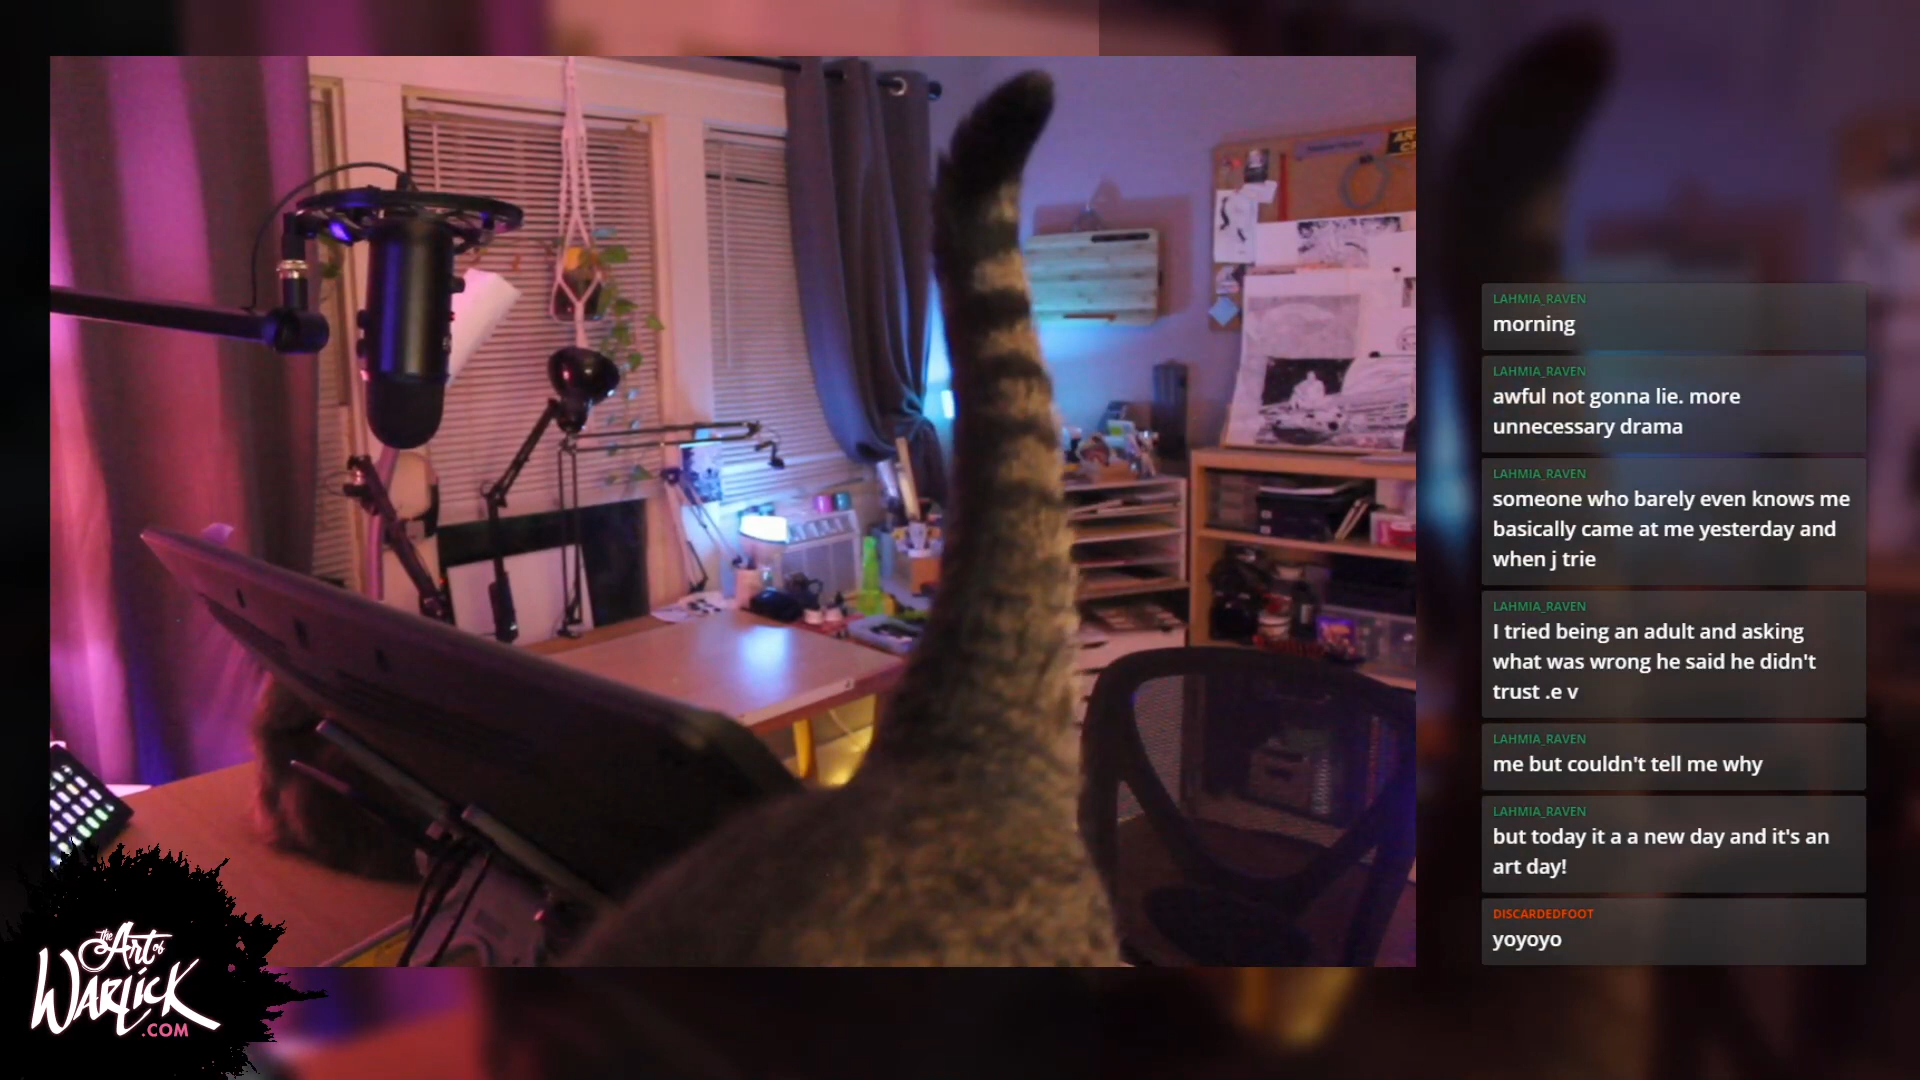 LAHMIA_RAVEN
morning
LAHMIA_RAVEN
awful not gonna lie. more
unnecessary drama
LAHMIA_RAVEN
someone who barely even knows me
basically came at me yesterday and
when j trie
LAHMIA_RAVEN
I tried being an adult and asking
what was wrong he said he didn't
trust .e v
LAHMIA_RAVEN
me but couldn't tell me why
LAHMIA_RAVEN
but today it a a new day and it's an
art day!
DISCARDEDFOOT
yoyoyo
the Art of
WARLICK
.COM